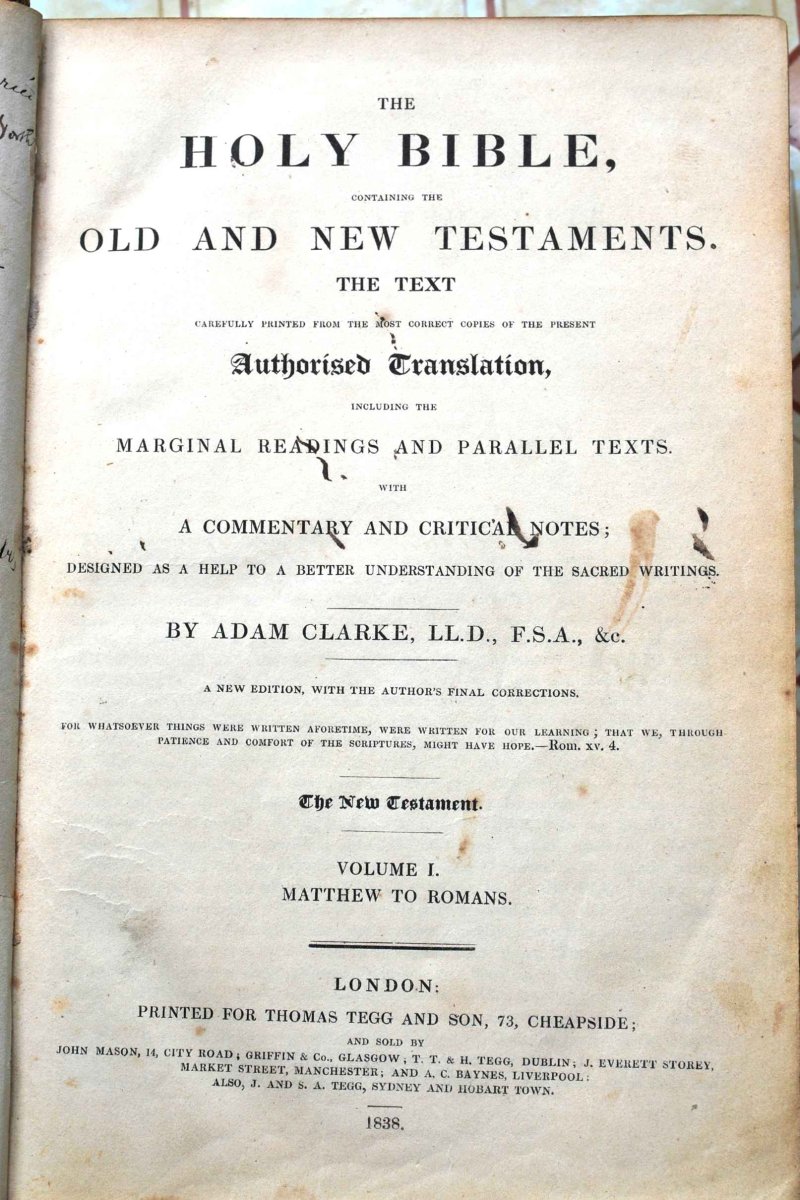 THE
HOLY BIBLE,
CONTAINING THE
OLD AND NEW TESTAMENTS.
THE TEXT
CAREFULLY PRINTED FROM THE MOST CORRECT COPIES OF THE PRESENT
Authorised Translation,
INCLUDING THE
MARGINAL READINGS AND PARALLEL TEXTS.
WITH
A COMMENTARY AND CRITICAL NOTES;
DESIGNED AS A HELP TO A BETTER UNDERSTANDING OF THE SACRED WRITINGS.
BY ADAM CLARKE, LL.D., F.S.A., &c.
A NEW EDITION, WITH THE AUTHOR'S FINAL CORRECTIONS.
FOR WHATSOEVER THINGS WERE WRITTEN AFORETIME, WERE WRITTEN FOR OUR LEARNING; THAT WE, THROUGH
PATIENCE AND COMFORT OF THE SCRIPTURES, MIGHT HAVE HOPE.—Rom. xv. 4.
The New Testament.
VOLUME I.
MATTHEW TO ROMANS.
LONDON:
PRINTED FOR THOMAS TEGG AND SON, 73, CHEAPSIDE;
AND SOLD BY
JOHN MASON, 14, CITY ROAD; GRIFFIN & Co., GLASGOW; T. T. & H. TEGG, DUBLIN; J. EVERETT STOREY,
MARKET STREET, MANCHESTER; AND A. C. BAYNES, LIVERPOOL:
ALSO, J. AND S. A. TEGG, SYDNEY AND HOBART TOWN.
1838.